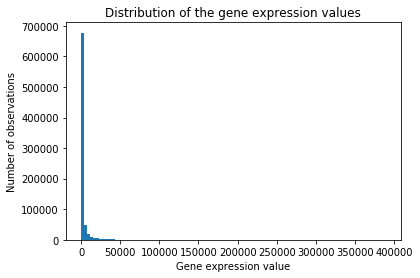 Distribution of the gene expression values
700000
600000
500000
400000
300000
200000
100000
0
Number of observations
0 50000 100000 150000 200000 250000 300000 350000 400000
Gene expression value